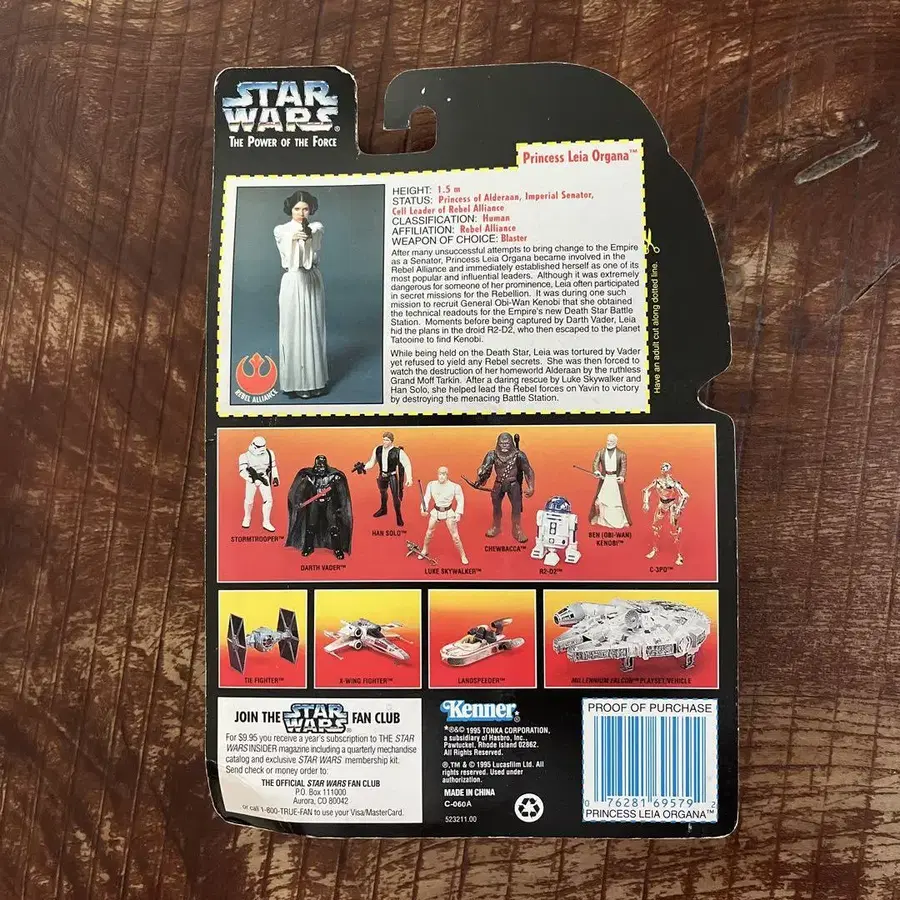 STAR
WARS®
THE POWER OF THE FORCE
Princess Leia Organa™
HEIGHT: 1.5 m
STATUS: Princess of Alderaan, Imperial Senator,
Cell Leader of Rebel Alliance
CLASSIFICATION: Human
AFFILIATION: Rebel Alliance
WEAPON OF CHOICE: Blaster
After many unsuccessful attempts to bring change to the Empire
as a Senator, Princess Leia Organa became involved in the
Rebel Alliance and immediately established herself as one of its
most popular and influential leaders. Although it was extremely
dangerous for someone of her prominence, Leia often participated
in secret missions for the Rebellion. It was during one such
mission to recruit General Obi-Wan Kenobi that she obtained
the technical readouts for the Empire's new Death Star Battle
Station. Moments before being captured by Darth Vader, Leia
hid the plans in the droid R2-D2, who then escaped to the planet
Tatooine to find Kenobi.
While being held on the Death Star, Leia was tortured by Vader
yet refused to yield any Rebel secrets. She was then forced to
watch the destruction of her homeworld Alderaan by the ruthless
Grand Moff Tarkin. After a daring rescue by Luke Skywalker and
Han Solo, she helped lead the Rebel forces on Yavin to victory
by destroying the menacing Battle Station.
REBEL ALLIANCE
Have an adult cut along dotted line.
STORMTROOPER™
DARTH VADER™
HAN SOLO™
LUKE SKYWALKER™
CHEWBACCA™
R2-D2™
BEN (OBI-WAN)
KENOBI™
C-3PO™
TIE FIGHTER™
X-WING FIGHTER™
LANDSPEEDER™
MILLENNIUM FALCON™ PLAYSET/VEHICLE
JOIN THE STAR WARS FAN CLUB
For $9.95 you receive a year's subscription to THE STAR
WARS INSIDER magazine including a quarterly merchandise
catalog and exclusive STAR WARS membership kit.
Send check or money order to:
THE OFFICIAL STAR WARS FAN CLUB
P.O. Box 111000
Aurora, CO 80042
or call 1-800-TRUE-FAN to use your Visa/MasterCard.
Kenner®
*®&© 1995 TONKA CORPORATION,
a subsidiary of Hasbro, Inc.,
Pawtucket, Rhode Island 02862.
All Rights Reserved.
®,™ & © 1995 Lucasfilm Ltd. All
rights reserved. Used under
authorization.
MADE IN CHINA
C-060A
523211.00
PROOF OF PURCHASE
0 76281 69579 2
PRINCESS LEIA ORGANA™